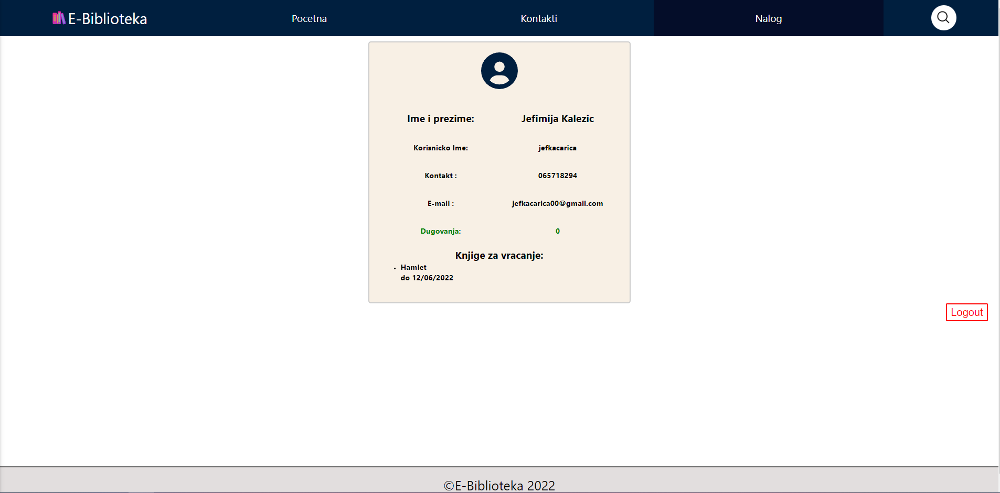 E-Biblioteka
Pocetna
Kontakti
Nalog
Ime i prezime: Jefimija Kalezic
Korisnicko Ime: jefkacarica
Kontakt : 065718294
E-mail : jefkacarica00@gmail.com
Dugovanja: 0
Knjige za vracanje:
• Hamlet
do 12/06/2022
Logout
©E-Biblioteka 2022